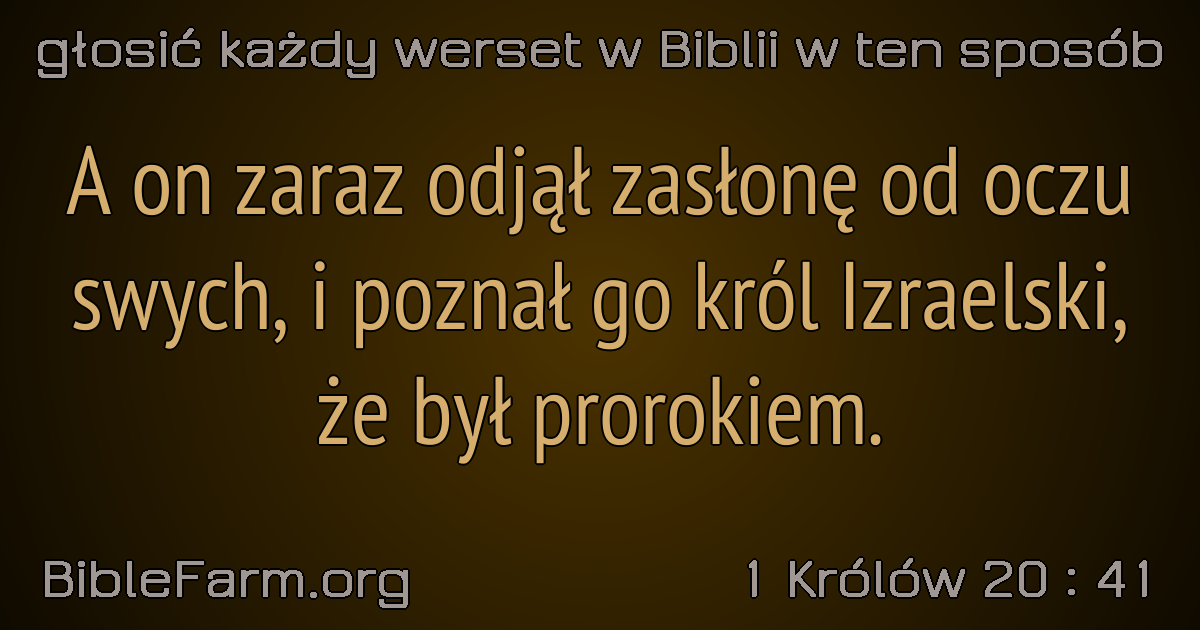 głosić każdy werset w Biblii w ten sposób
A on zaraz odjął zasłonę od oczu
swych, i poznał go król Izraelski,
że był prorokiem.
BibleFarm.org
1 Królów 20 : 41